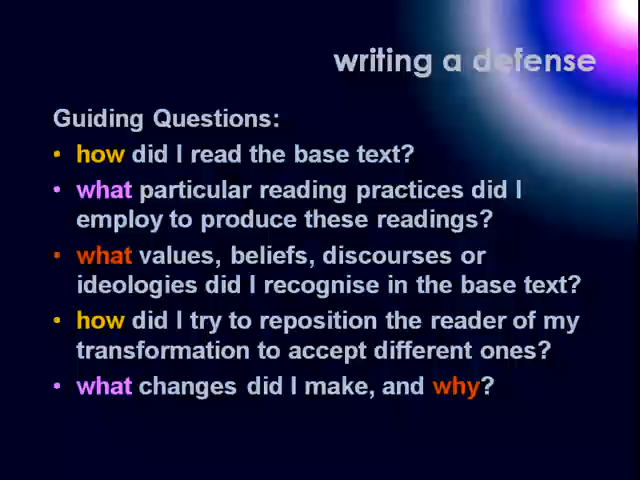 writing a defense
Guiding Questions:
• how did I read the base text?
• what particular reading practices did I
employ to produce these readings?
• what values, beliefs, discourses or
ideologies did I recognise in the base text?
• how did I try to reposition the reader of my
transformation to accept different ones?
• what changes did I make, and why?